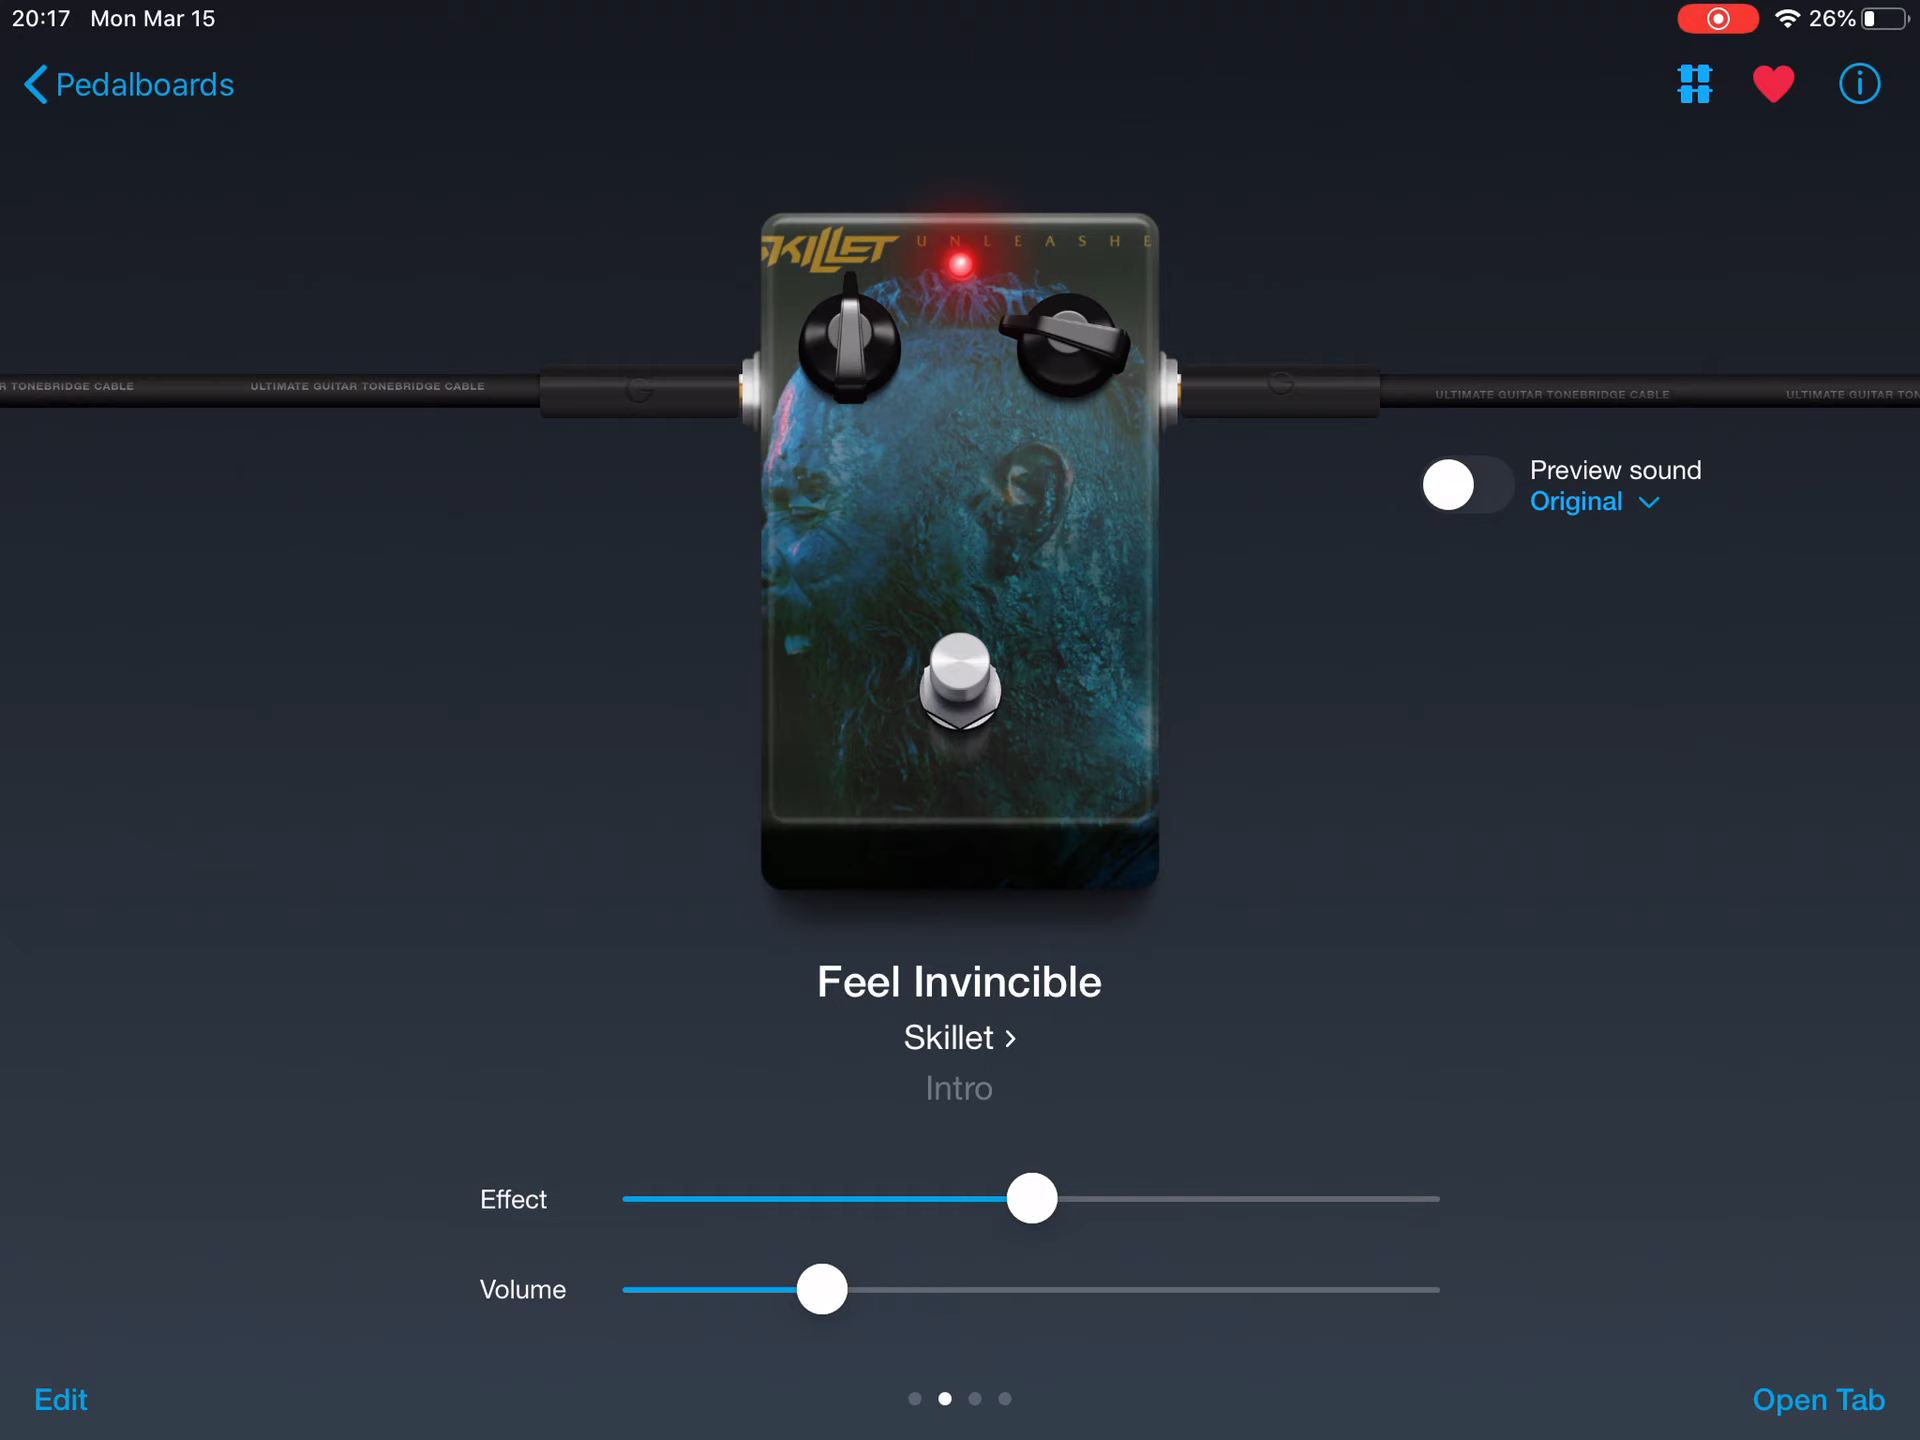 20:17 Mon Mar 15
26%
Pedalboards
SKILLET UNLEASHE
R TONEBRIDGE CABLE
ULTIMATE GUITAR TONEBRIDGE CABLE
ULTIMATE GUITAR TONEBRIDGE CABLE
ULTIMATE GUITAR TON
Preview sound
Original
Feel Invincible
Skillet >
Intro
Effect
Volume
Edit
Open Tab